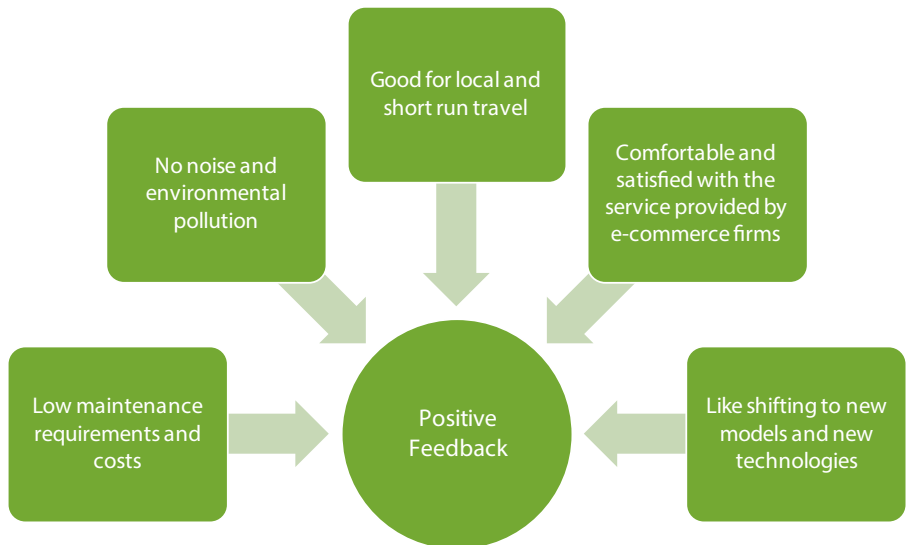 Good for local and
short run travel
No noise and
environmental
pollution
Comfortable and
satisfied with the
service provided by
e-commerce firms
Low maintenance
requirements and
costs
Positive
Feedback
Like shifting to new
models and new
technologies